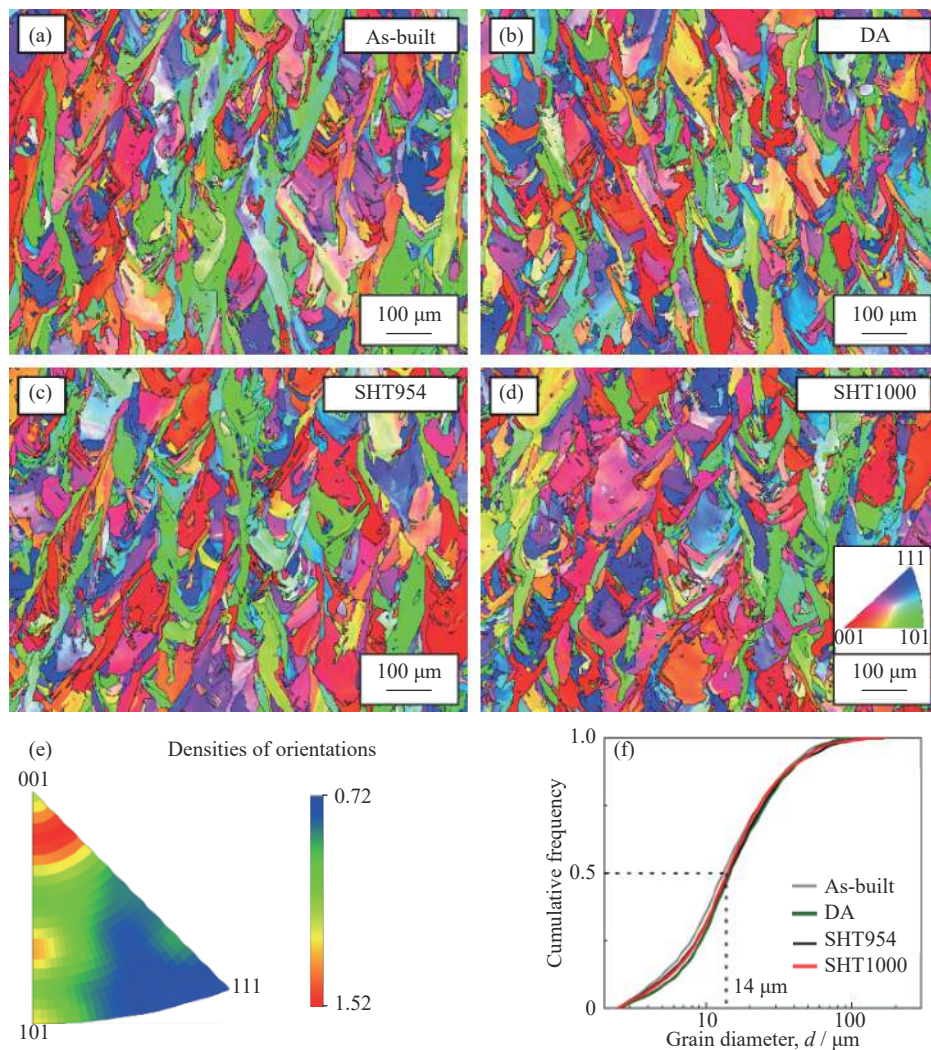 (a)
As-built
100 μm
(b)
DA
100 μm
(c)
SHT954
100 μm
(d)
SHT1000
111
001
101
100 μm
(e)
Densities of orientations
001
111
101
0.72
1.52
(f)
Cumulative frequency
1.0
0.5
0
As-built
DA
SHT954
SHT1000
14 μm
10
100
Grain diameter, d / μm